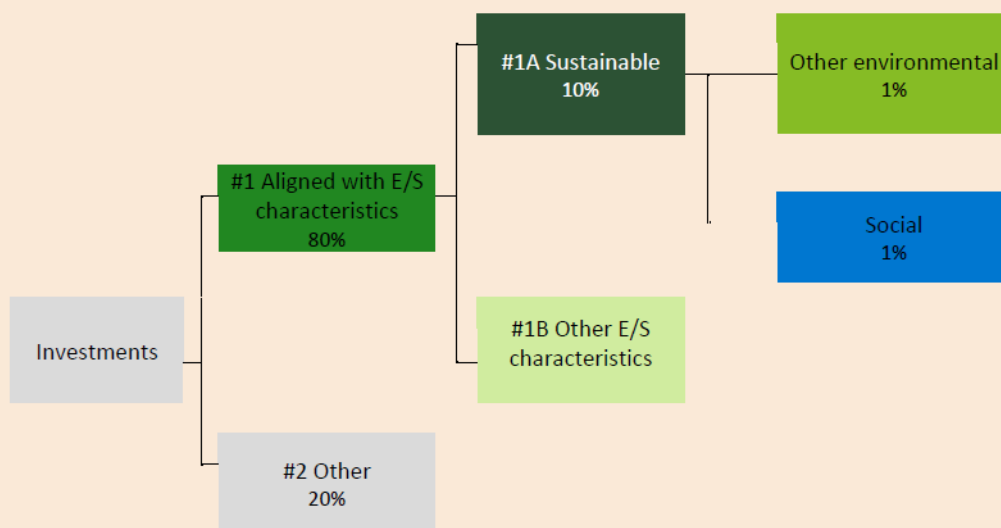 #1A Sustainable
10%
Other environmental
1%
#1 Aligned with E/S
characteristics
80%
Social
1%
Investments
#1B Other E/S
characteristics
#2 Other
20%